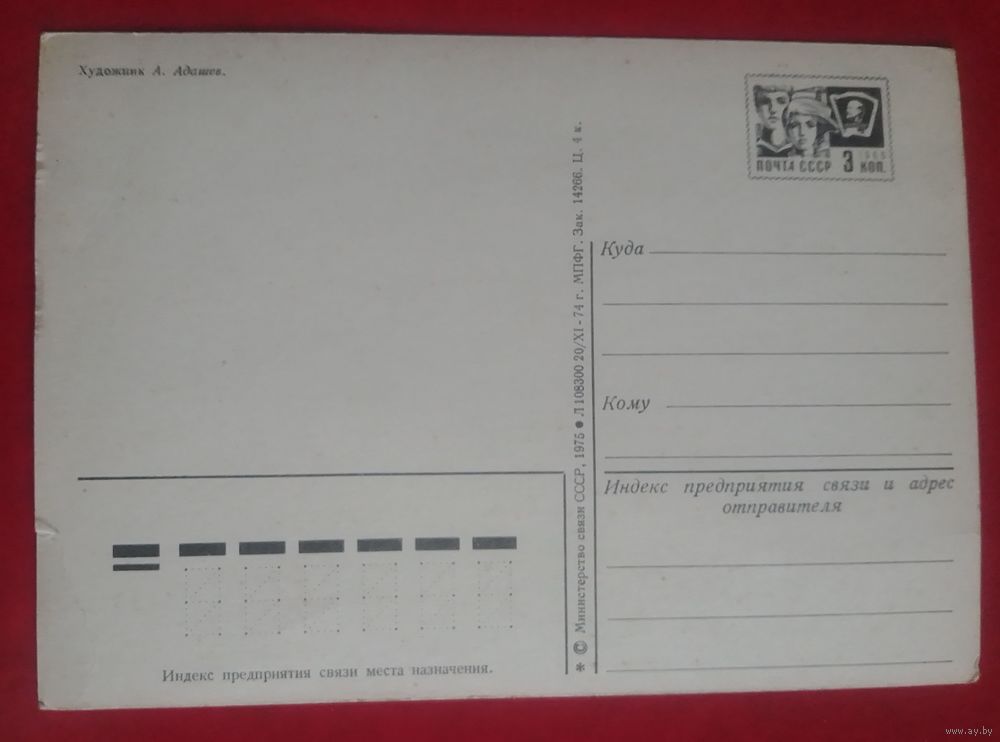 Художник А. Адашев.
1966
ПОЧТА СССР 3 КОП.
Куда
Кому
Индекс предприятия связи и адрес
отправителя
* © Министерство связи СССР, 1975 ● Л 108300 20/XI - 74 г. МПФГ. Зак. 14266. Ц. 4 к.
Индекс предприятия связи места назначения.
www.ay.by